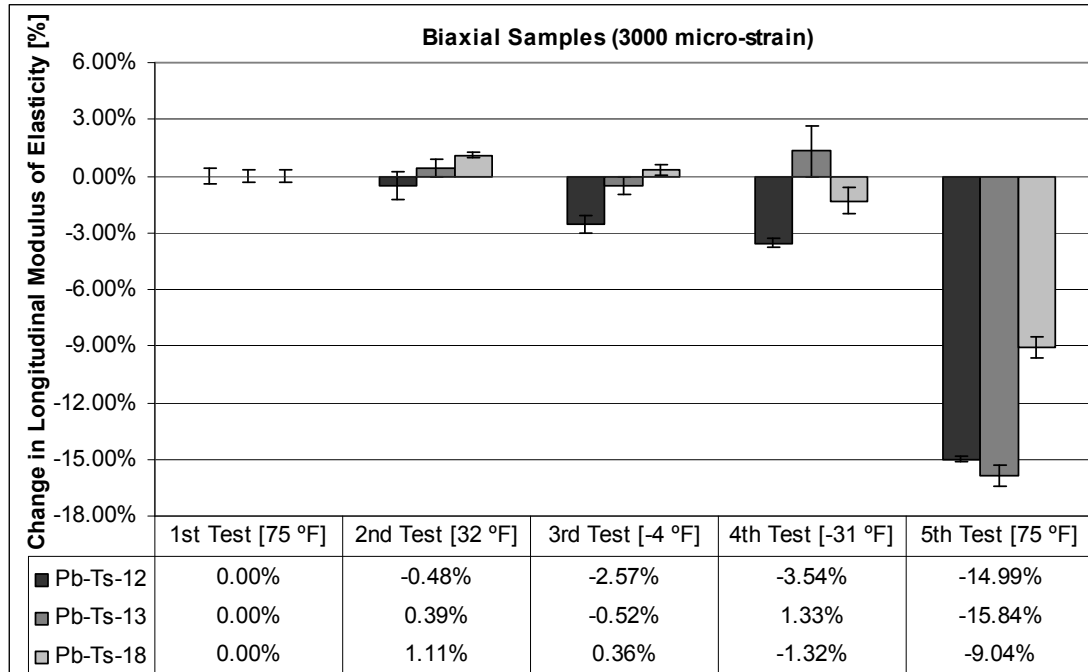 Biaxial Samples (3000 micro-strain)
Change in Longitudinal Modulus of Elasticity [%]
6.00%
3.00%
0.00%
-3.00%
-6.00%
-9.00%
-12.00%
-15.00%
-18.00%
1st Test [75 ºF] 2nd Test [32 ºF] 3rd Test [-4 ºF] 4th Test [-31 ºF] 5th Test [75 ºF]
Pb-Ts-12 0.00% -0.48% -2.57% -3.54% -14.99%
Pb-Ts-13 0.00% 0.39% -0.52% 1.33% -15.84%
Pb-Ts-18 0.00% 1.11% 0.36% -1.32% -9.04%